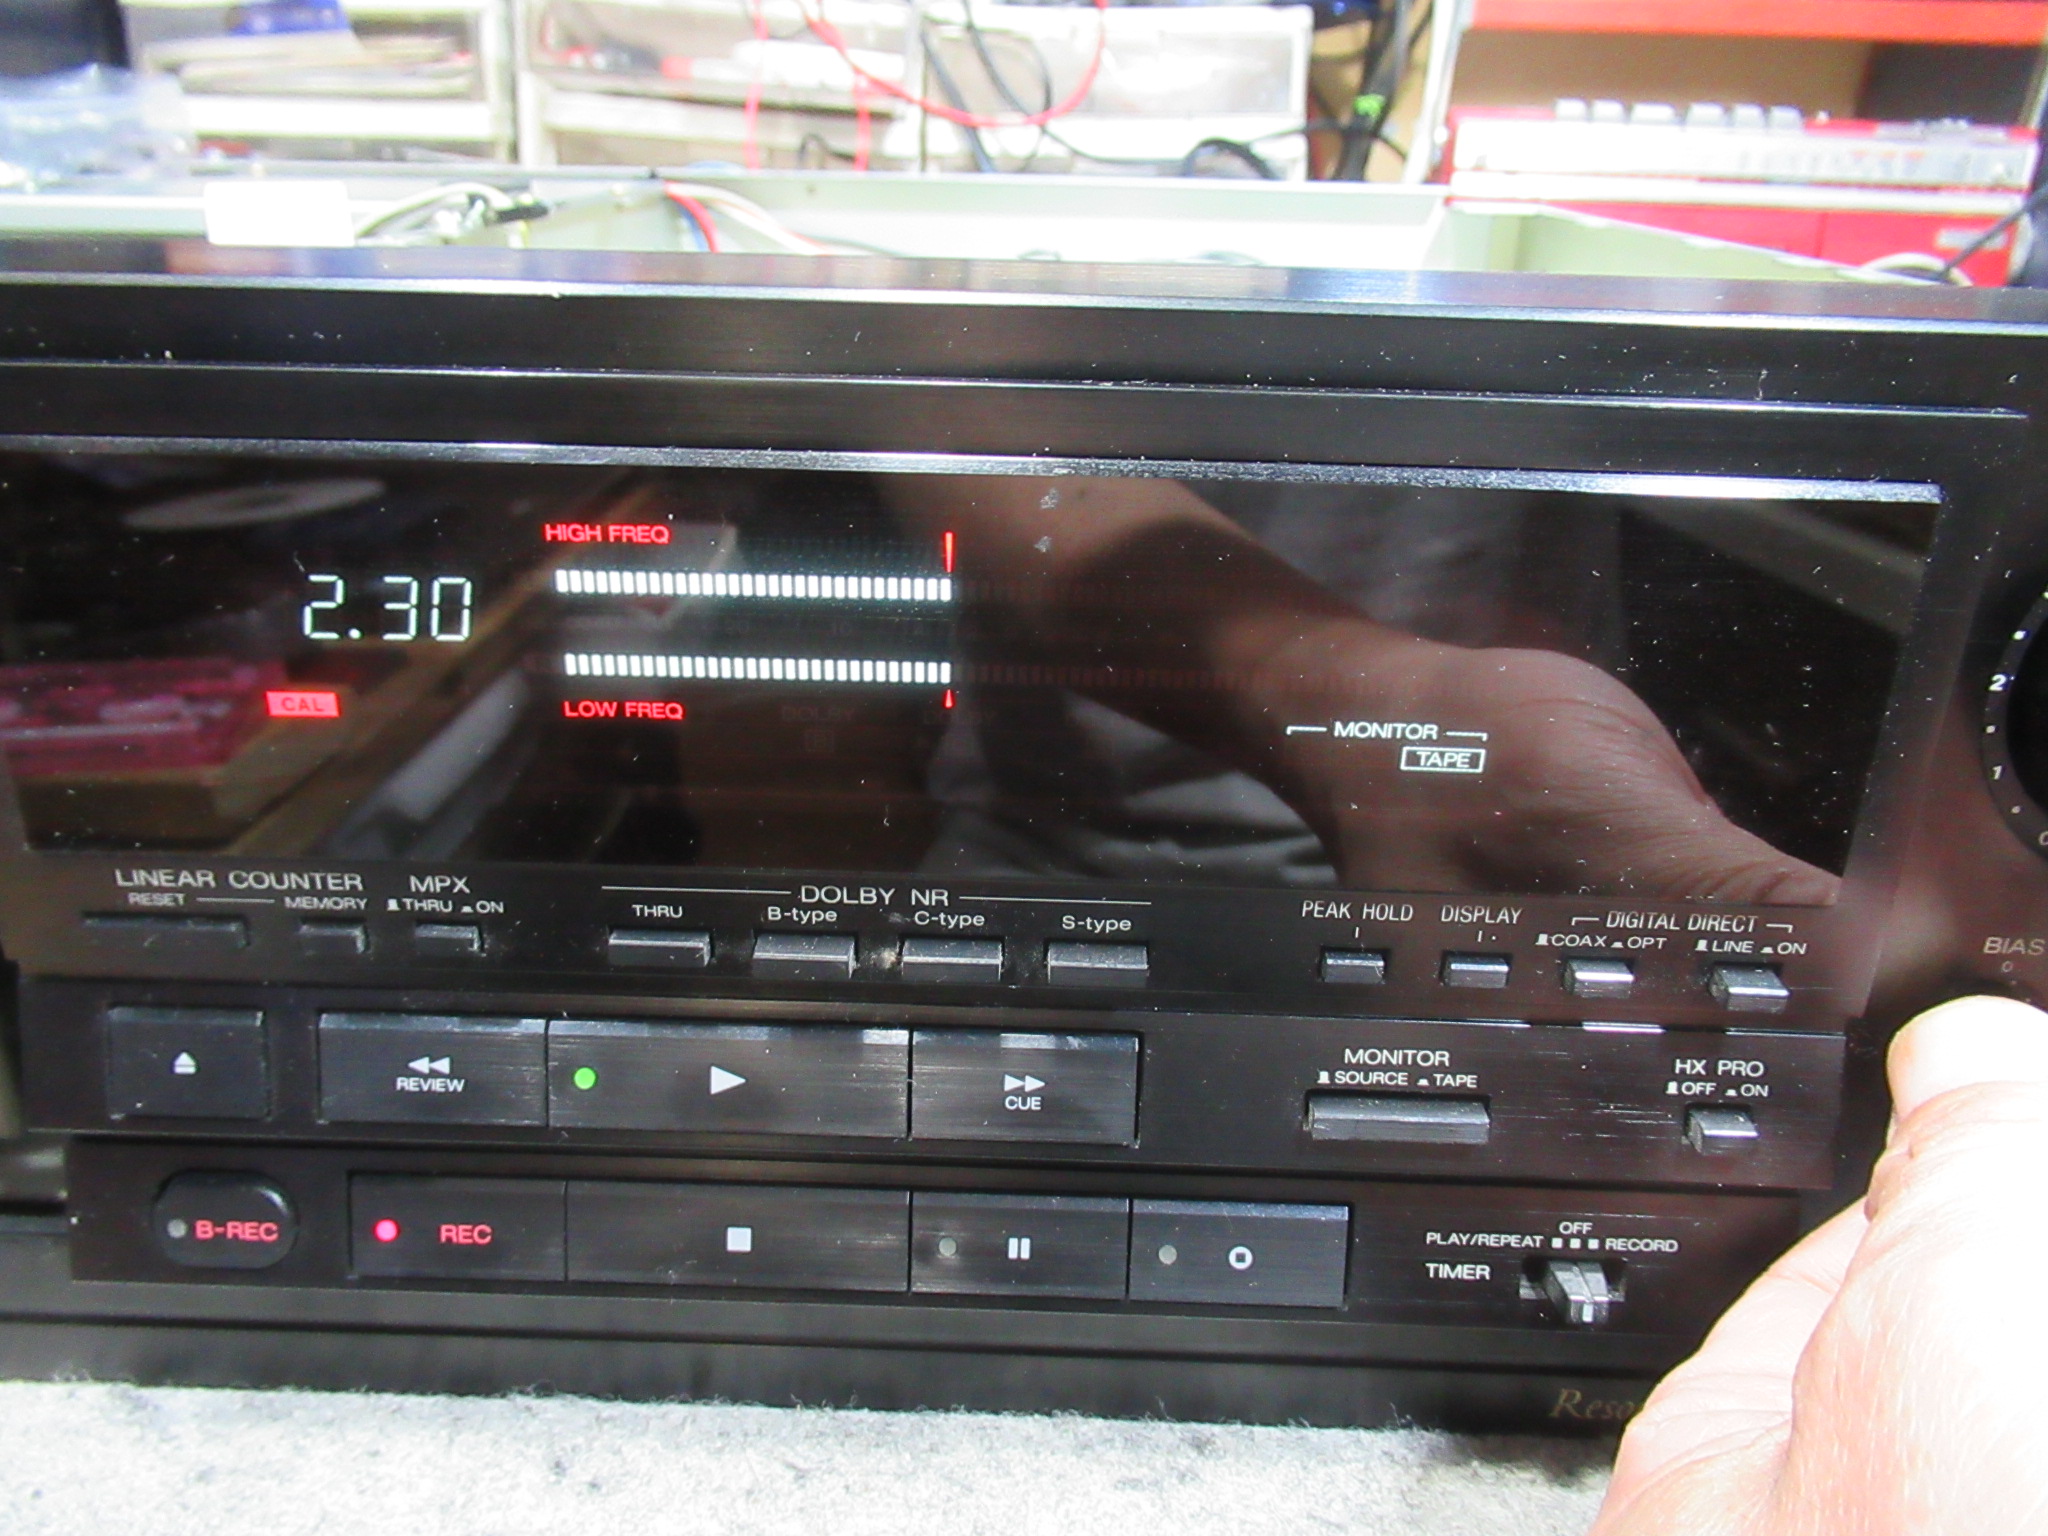 HIGH FREQ
2.30
CAL
LOW FREQ
MONITOR
TAPE
2
1
LINEAR COUNTER
RESET
MEMORY
MPX
THRU ON
DOLBY NR
THRU
B-type
C-type
S-type
PEAK HOLD
DISPLAY
DIGITAL DIRECT
COAX OPT
LINE ON
BIAS
REVIEW
CUE
MONITOR
SOURCE TAPE
HX PRO
OFF ON
B-REC
REC
OFF
PLAY/REPEAT RECORD
TIMER